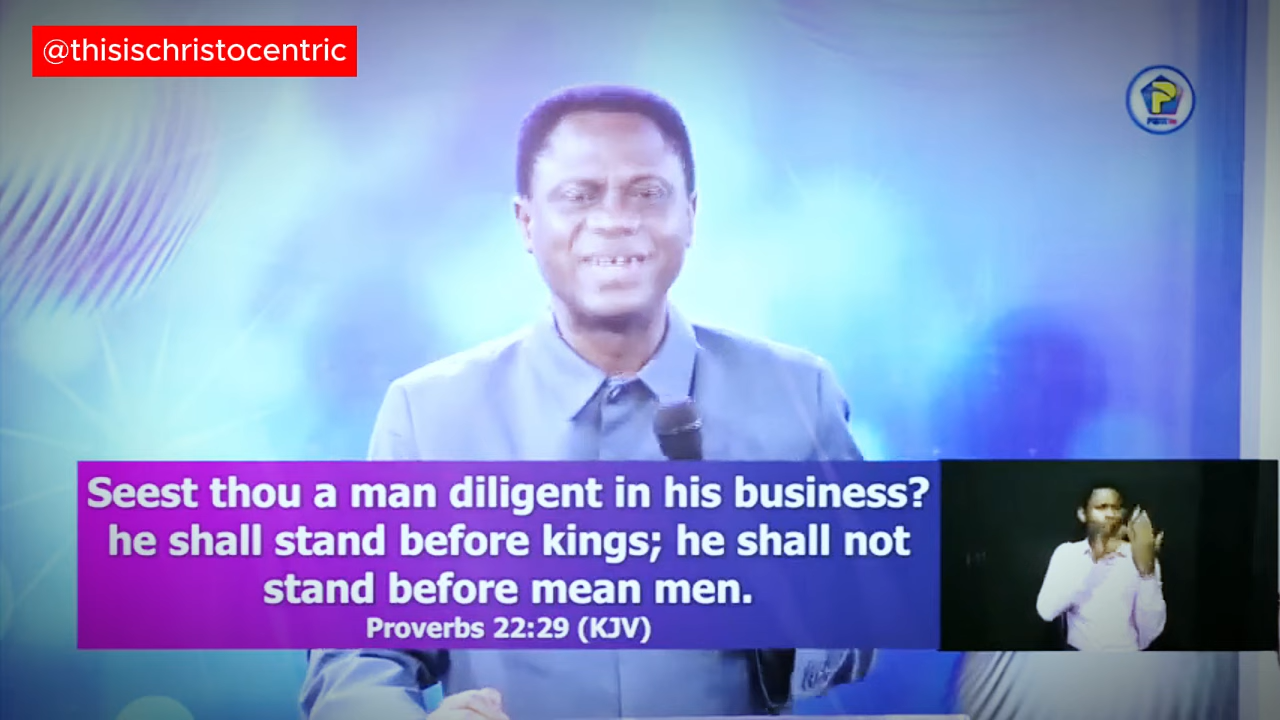 @thisischristocentric
Seest thou a man diligent in his business?
he shall stand before kings; he shall not
stand before mean men.
Proverbs 22:29 (KJV)